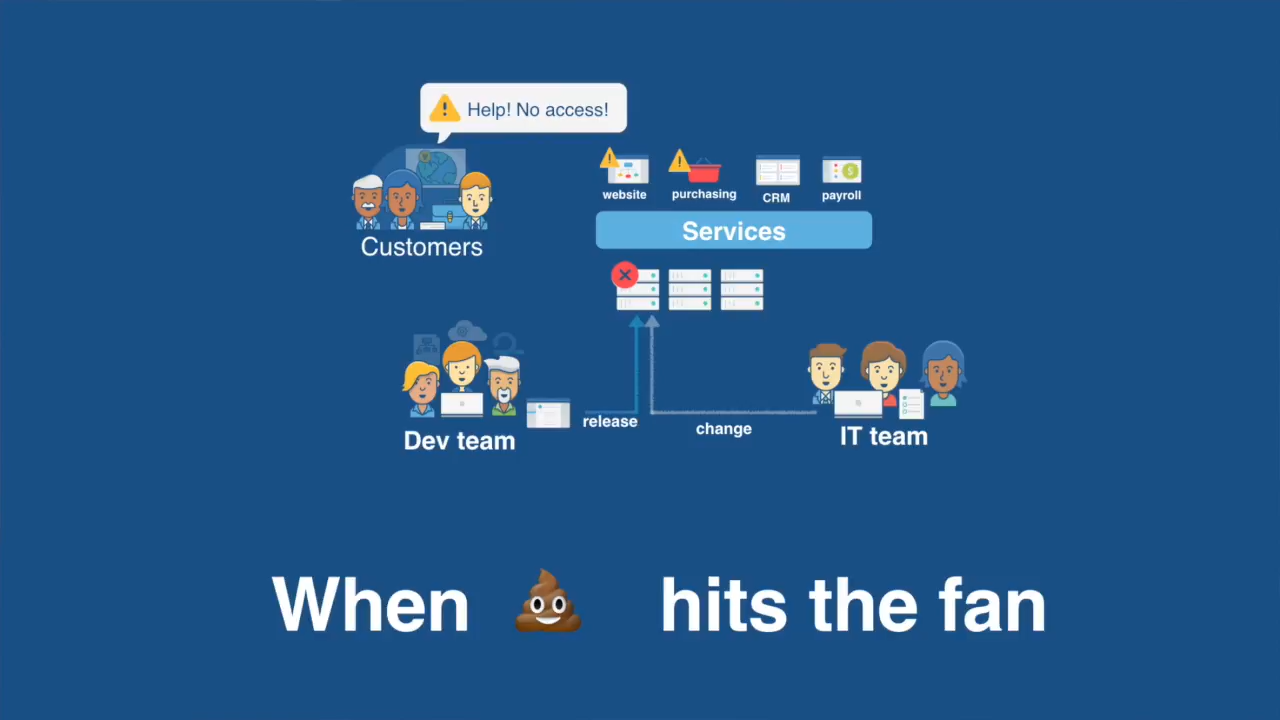 Help! No access!
website
purchasing
CRM
payroll
Services
Customers
release
change
Dev team
IT team
When 💩 hits the fan